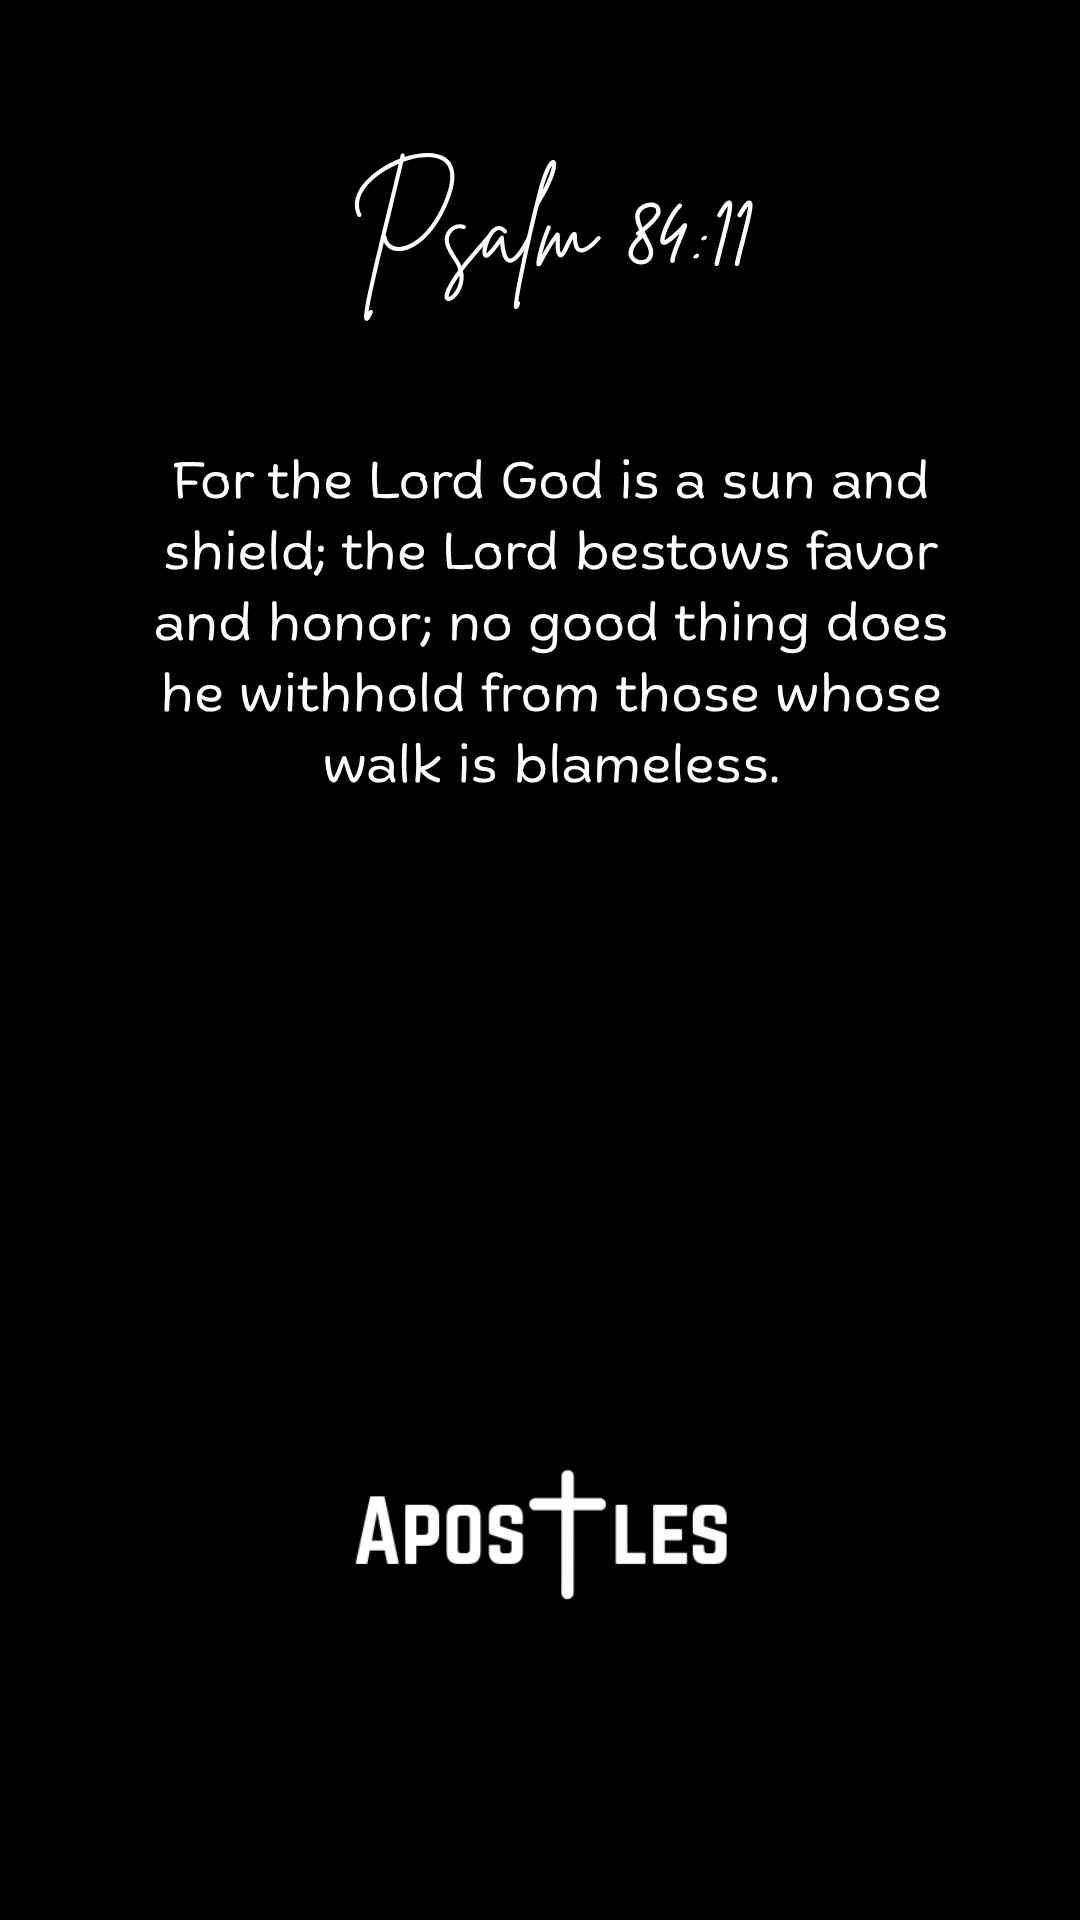 Psalm 84:11
For the Lord God is a sun and
shield; the Lord bestows favor
and honor; no good thing does
he withhold from those whose
walk is blameless.
APOSTLES